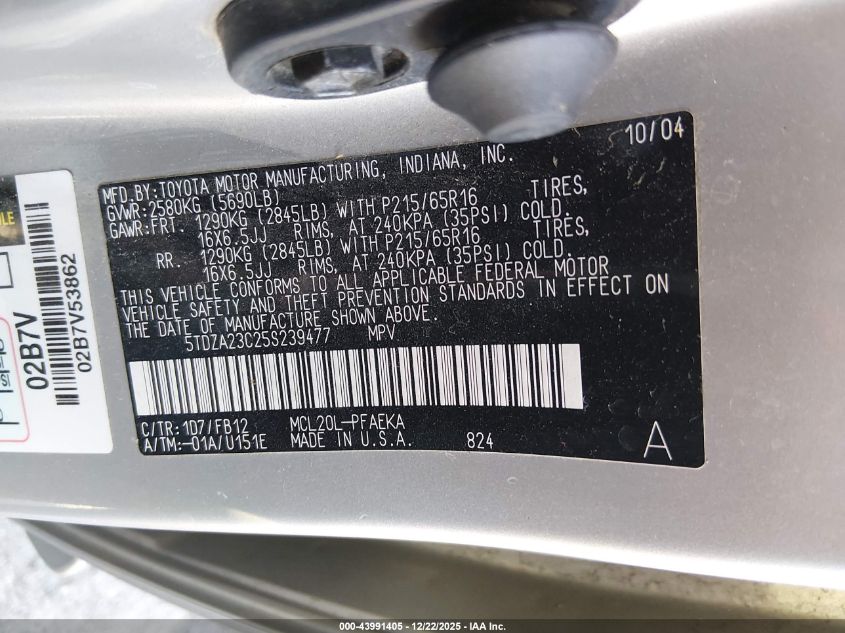 10/04
MFD.BY:TOYOTA MOTOR MANUFACTURING, INDIANA, INC.
GVWR:2580KG (5690LB)
GAWR:FRT. 1290KG (2845LB) WITH P215/65R16 TIRES,
16X6.5JJ RIMS, AT 240KPA (35PSI) COLD.
RR. 1290KG (2845LB) WITH P215/65R16 TIRES,
16X6.5JJ RIMS, AT 240KPA (35PSI) COLD.
THIS VEHICLE CONFORMS TO ALL APPLICABLE FEDERAL MOTOR
VEHICLE SAFETY AND THEFT PREVENTION STANDARDS IN EFFECT ON
THE DATE OF MANUFACTURE SHOWN ABOVE.
5TDZA23C25S239477 MPV
C/TR:1D7/FB12 MCL20L-PFAEKA
A/TM:-01A/U151E MADE IN U.S.A. 824 A
02B7V
02B7V53862
000-43991405 - 12/22/2025 - IAA Inc.